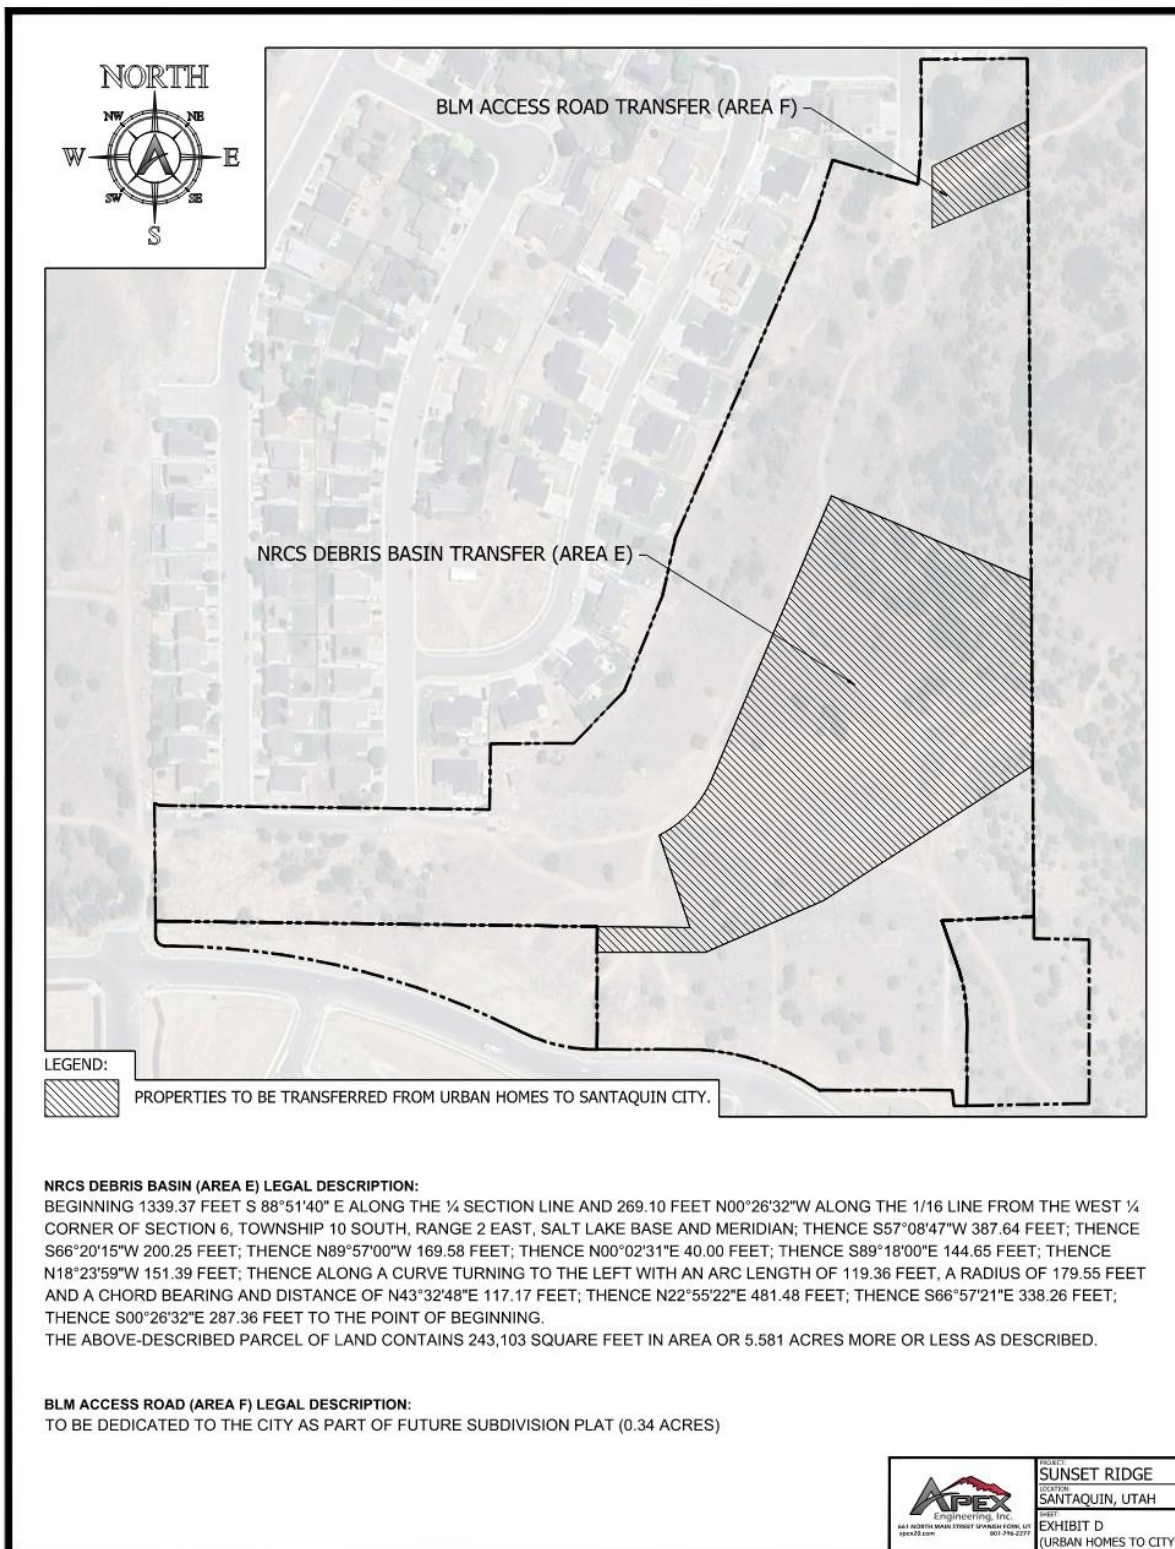 NORTH
NW
NE
W
E
SW
SE
S
BLM ACCESS ROAD TRANSFER (AREA F)
NRCS DEBRIS BASIN TRANSFER (AREA E)
LEGEND:
PROPERTIES TO BE TRANSFERRED FROM URBAN HOMES TO SANTAQUIN CITY.
NRCS DEBRIS BASIN (AREA E) LEGAL DESCRIPTION:
BEGINNING 1339.37 FEET S 88°51'40" E ALONG THE ¼ SECTION LINE AND 269.10 FEET N00°26'32"W ALONG THE 1/16 LINE FROM THE WEST ¼
CORNER OF SECTION 6, TOWNSHIP 10 SOUTH, RANGE 2 EAST, SALT LAKE BASE AND MERIDIAN; THENCE S57°08'47"W 387.64 FEET; THENCE
S66°20'15"W 200.25 FEET; THENCE N89°57'00"W 169.58 FEET; THENCE N00°02'31"E 40.00 FEET; THENCE S89°18'00"E 144.65 FEET; THENCE
N18°23'59"W 151.39 FEET; THENCE ALONG A CURVE TURNING TO THE LEFT WITH AN ARC LENGTH OF 119.36 FEET, A RADIUS OF 179.55 FEET
AND A CHORD BEARING AND DISTANCE OF N43°32'48"E 117.17 FEET; THENCE N22°55'22"E 481.48 FEET; THENCE S66°57'21"E 338.26 FEET;
THENCE S00°26'32"E 287.36 FEET TO THE POINT OF BEGINNING.
THE ABOVE-DESCRIBED PARCEL OF LAND CONTAINS 243,103 SQUARE FEET IN AREA OR 5.581 ACRES MORE OR LESS AS DESCRIBED.
BLM ACCESS ROAD (AREA F) LEGAL DESCRIPTION:
TO BE DEDICATED TO THE CITY AS PART OF FUTURE SUBDIVISION PLAT (0.34 ACRES)
APEX
Engineering, Inc.
661 NORTH MAIN STREET SPANISH FORK, UT
apex2g.com 801-796-2277
PROJECT:
SUNSET RIDGE
LOCATION:
SANTAQUIN, UTAH
SHEET:
EXHIBIT D
(URBAN HOMES TO CITY